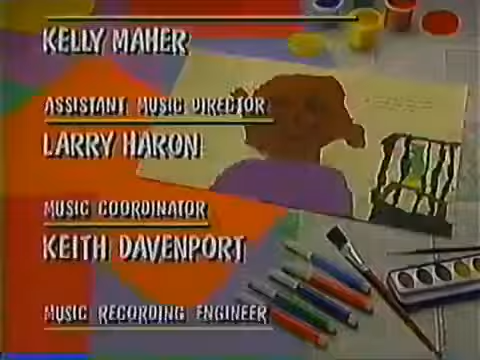 KELLY MAHER
ASSISTANT MUSIC DIRECTOR
LARRY HARON
MUSIC COORDINATOR
KEITH DAVENPORT
MUSIC RECORDING ENGINEER